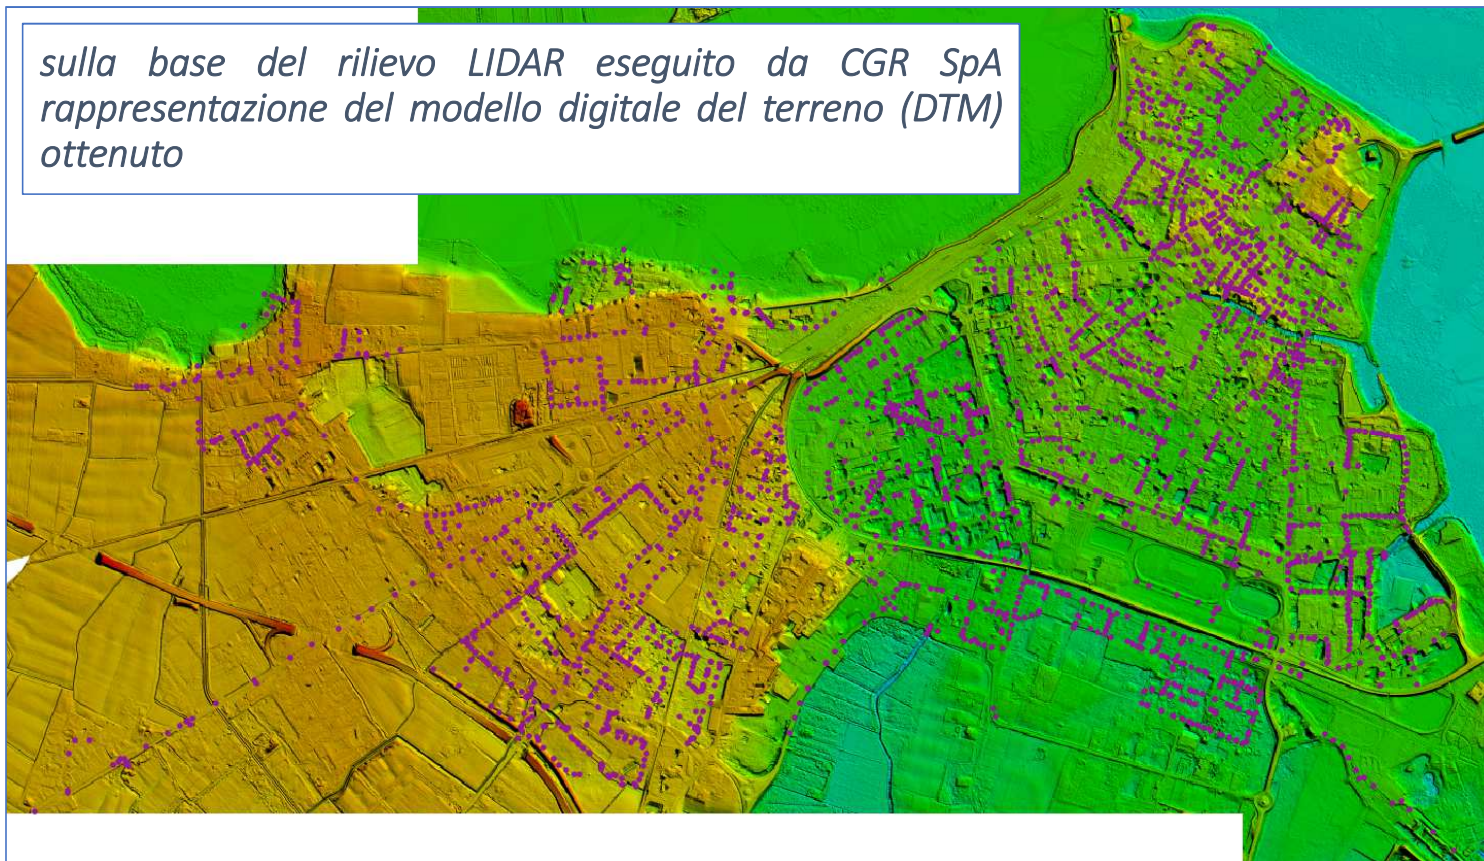 sulla base del rilievo LIDAR eseguito da CGR SpA
rappresentazione del modello digitale del terreno (DTM)
ottenuto